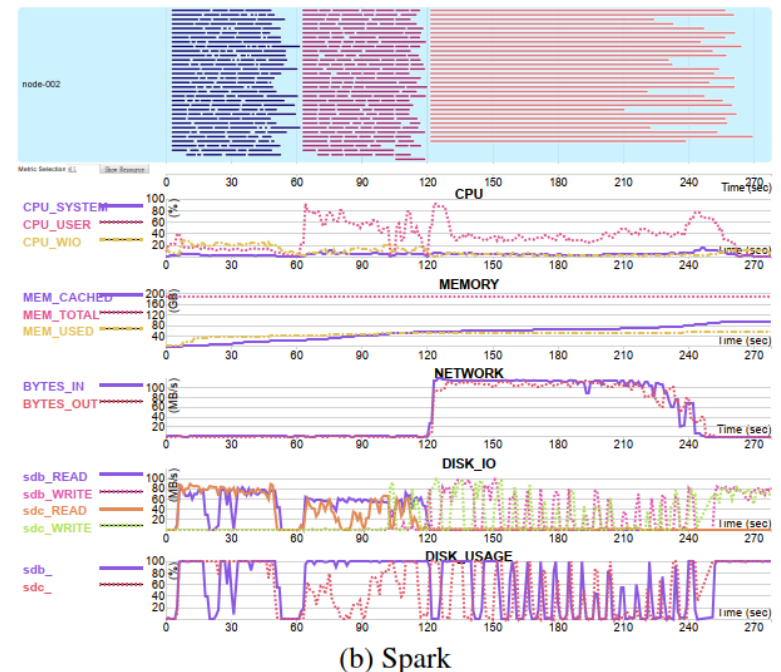 node-002
Metric Selection ALL Show Resource
0 30 60 90 120 150 180 210 240 270
Time (sec)
CPU
CPU_SYSTEM
CPU_USER
CPU_WIO
100
80
60
40
20
(%)
Time (sec)
0 30 60 90 120 150 180 210 240 270
MEMORY
MEM_CACHED
MEM_TOTAL
MEM_USED
200
160
120
80
40
(GB)
Time (sec)
0 30 60 90 120 150 180 210 240 270
NETWORK
BYTES_IN
BYTES_OUT
100
80
60
40
20
(MB/s)
Time (sec)
0 30 60 90 120 150 180 210 240 270
DISK_IO
sdb_READ
sdb_WRITE
sdc_READ
sdc_WRITE
100
80
60
40
20
(MB/s)
Time (sec)
0 30 60 90 120 150 180 210 240 270
DISK_USAGE
sdb_
sdc_
100
80
60
40
20
(%)
Time (sec)
0 30 60 90 120 150 180 210 240 270
(b) Spark